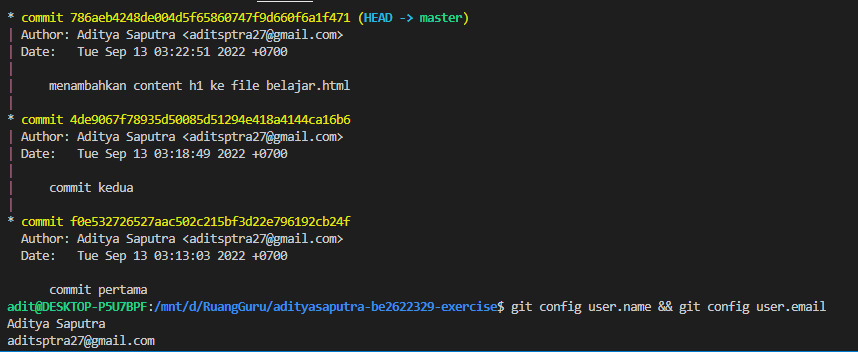 * commit 786aeb4248de004d5f65860747f9d660f6a1f471 (HEAD -> master)
| Author: Aditya Saputra <aditsptra27@gmail.com>
| Date:   Tue Sep 13 03:22:51 2022 +0700
|
|     menambahkan content h1 ke file belajar.html
|
* commit 4de9067f78935d50085d51294e418a4144ca16b6
| Author: Aditya Saputra <aditsptra27@gmail.com>
| Date:   Tue Sep 13 03:18:49 2022 +0700
|
|     commit kedua
|
* commit f0e532726527aac502c215bf3d22e796192cb24f
  Author: Aditya Saputra <aditsptra27@gmail.com>
  Date:   Tue Sep 13 03:13:03 2022 +0700

      commit pertama
adit@DESKTOP-P5U7BPF:/mnt/d/RuangGuru/adityasaputra-be2622329-exercise$ git config user.name && git config user.email
Aditya Saputra
aditsptra27@gmail.com